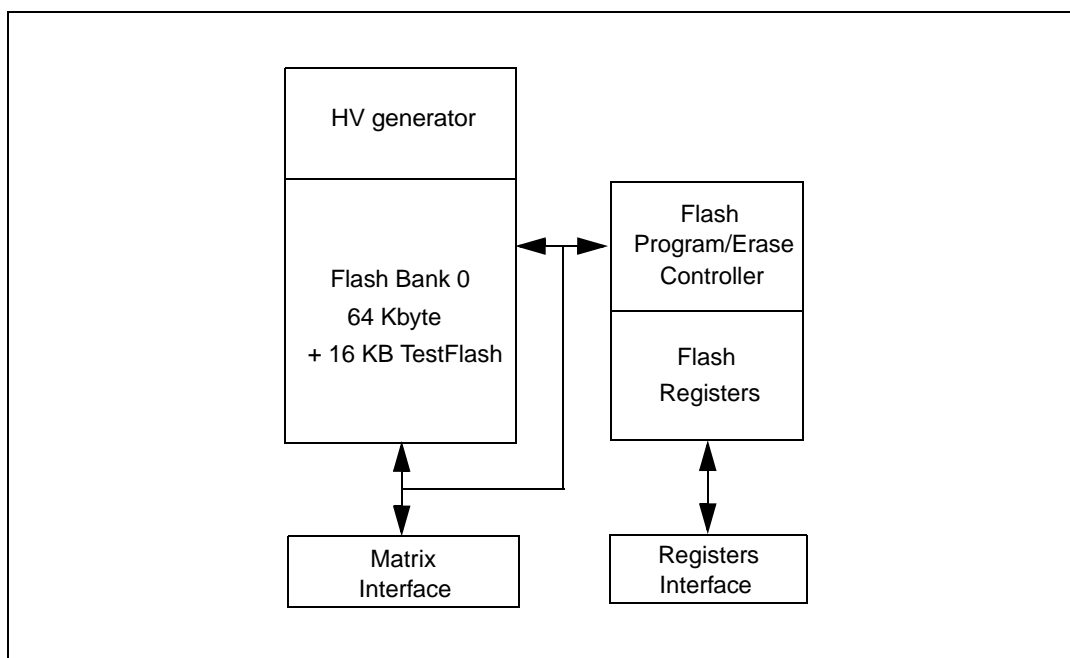 HV generator
Flash Bank 0
64 Kbyte
+ 16 KB TestFlash
Flash
Program/Erase
Controller
Flash
Registers
Matrix
Interface
Registers
Interface